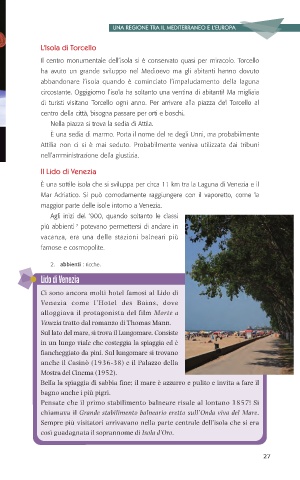 UNA REGIONE TRA IL MEDITERRANEO E L'EUROPA
L'Isola di Torcello
Il centro monumentale dell'isola si è conservato quasi per miracolo. Torcello
ha avuto un grande sviluppo nel Medioevo ma gli abitanti hanno dovuto
abbandonare l'isola quando è cominciato l'impaludamento della laguna
circostante. Oggigiorno l'isola ha soltanto una ventina di abitanti! Ma migliaia
di turisti visitano Torcello ogni anno. Per arrivare alla piazza del Torcello al
centro della città, bisogna passare per orti e boschi.
Nella piazza si trova la sedia di Attila.
È una sedia di marmo. Porta il nome del re degli Unni, ma probabilmente
Attila non ci si è mai seduto. Probabilmente veniva utilizzata dai tribuni
nell'amministrazione della giustizia.
Il Lido di Venezia
È una sottile isola che si sviluppa per circa 11 km tra la Laguna di Venezia e il
Mar Adriatico. Si può comodamente raggiungere con il vaporetto, come la
maggior parte delle isole intorno a Venezia.
Agli inizi del '900, quando soltanto le classi
più abbienti² potevano permettersi di andare in
vacanza, era una delle stazioni balneari più
famose e cosmopolite.
2. abbienti : ricche.
Lido di Venezia
Ci sono ancora molti hotel famosi al Lido di
Venezia come l'Hotel des Bains, dove
alloggiava il protagonista del film Morte a
Venezia tratto dal romanzo di Thomas Mann.
Sul lato del mare, si trova il Lungomare. Consiste
in un lungo viale che costeggia la spiaggia ed è
fiancheggiato da pini. Sul lungomare si trovano
anche il Casinò (1936-38) e il Palazzo della
Mostra del Cinema (1952).
Bella la spiaggia di sabbia fine; il mare è azzurro e pulito e invita a fare il
bagno anche i più pigri.
Pensate che il primo stabilimento balneare risale al lontano 1857! Si
chiamava il Grande stabilimento balneario eretto sull'Onda viva del Mare.
Sempre più visitatori arrivavano nella parte centrale dell'isola che si era
così guadagnata il soprannome di Isola d'Oro.
27